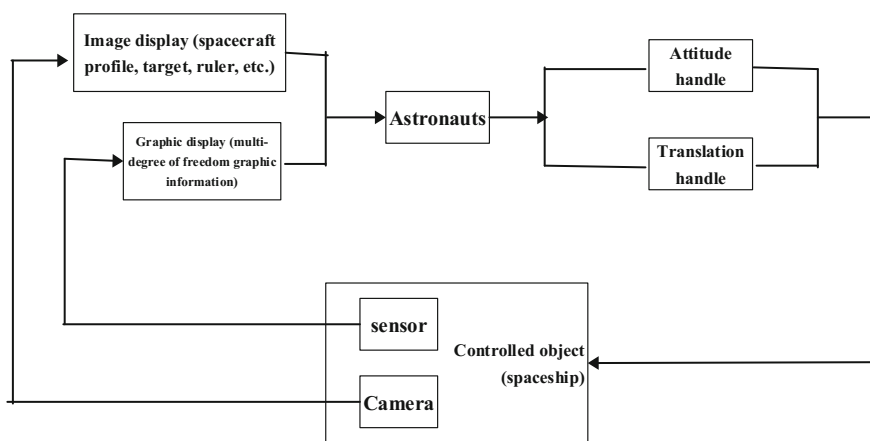 Image display (spacecraft
profile, target, ruler, etc.)
Graphic display (multi-
degree of freedom graphic
information)
Astronauts
Attitude
handle
Translation
handle
sensor
Controlled object
(spaceship)
Camera